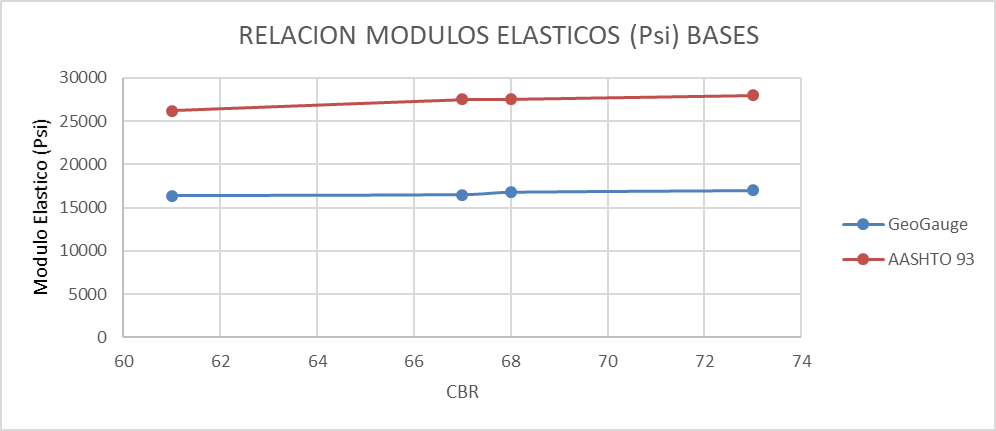 RELACION MODULOS ELASTICOS (Psi) BASES
30000
25000
20000
15000
10000
5000
0
Modulo Elastico (Psi)
60 62 64 66 68 70 72 74
CBR
GeoGauge
AASHTO 93